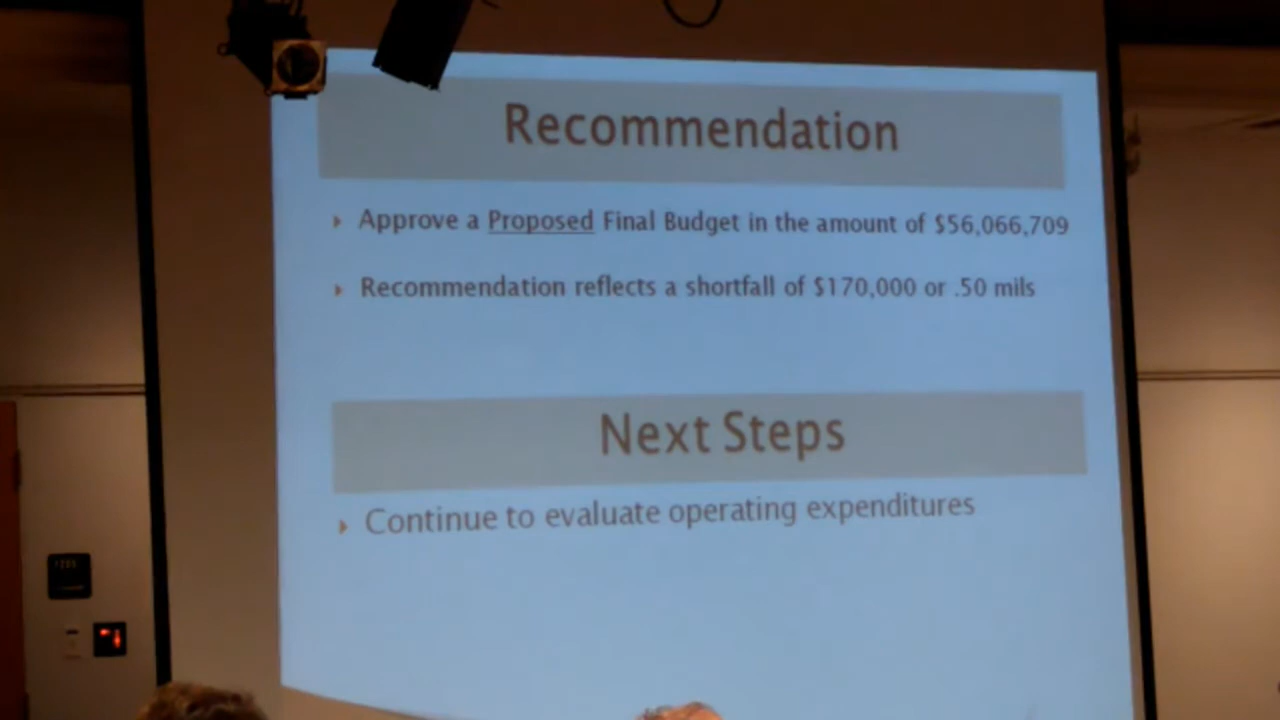 Recommendation
Approve a Proposed Final Budget in the amount of $56,066,709
Recommendation reflects a shortfall of $170,000 or .50 mils
Next Steps
Continue to evaluate operating expenditures